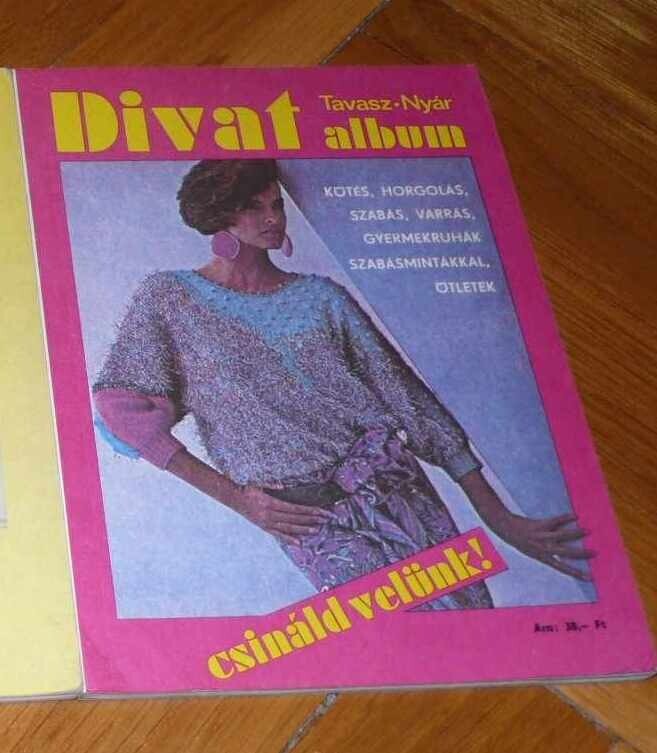 Divat Tavasz•Nyár
album
KÖTÉS, HORGOLÁS,
SZABÁS, VARRÁS,
GYERMEKRUHÁK
SZABÁSMINTÁKKAL,
ÖTLETEK
csináld velünk!
Ára: 38,- Ft